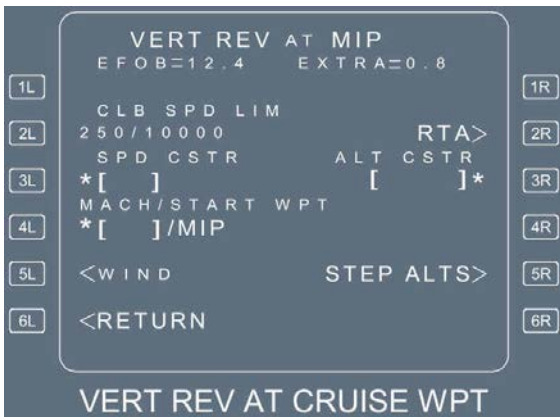 VERT REV AT MIP
EFOB=12.4 EXTRA=0.8
1L 1R
CLB SPD LIM
2L 250/10000 RTA> 2R
SPD CSTR ALT CSTR
3L *[ ] [ ]* 3R
MACH/START WPT
4L *[ ]/MIP 4R
5L <WIND STEP ALTS> 5R
6L <RETURN 6R
VERT REV AT CRUISE WPT